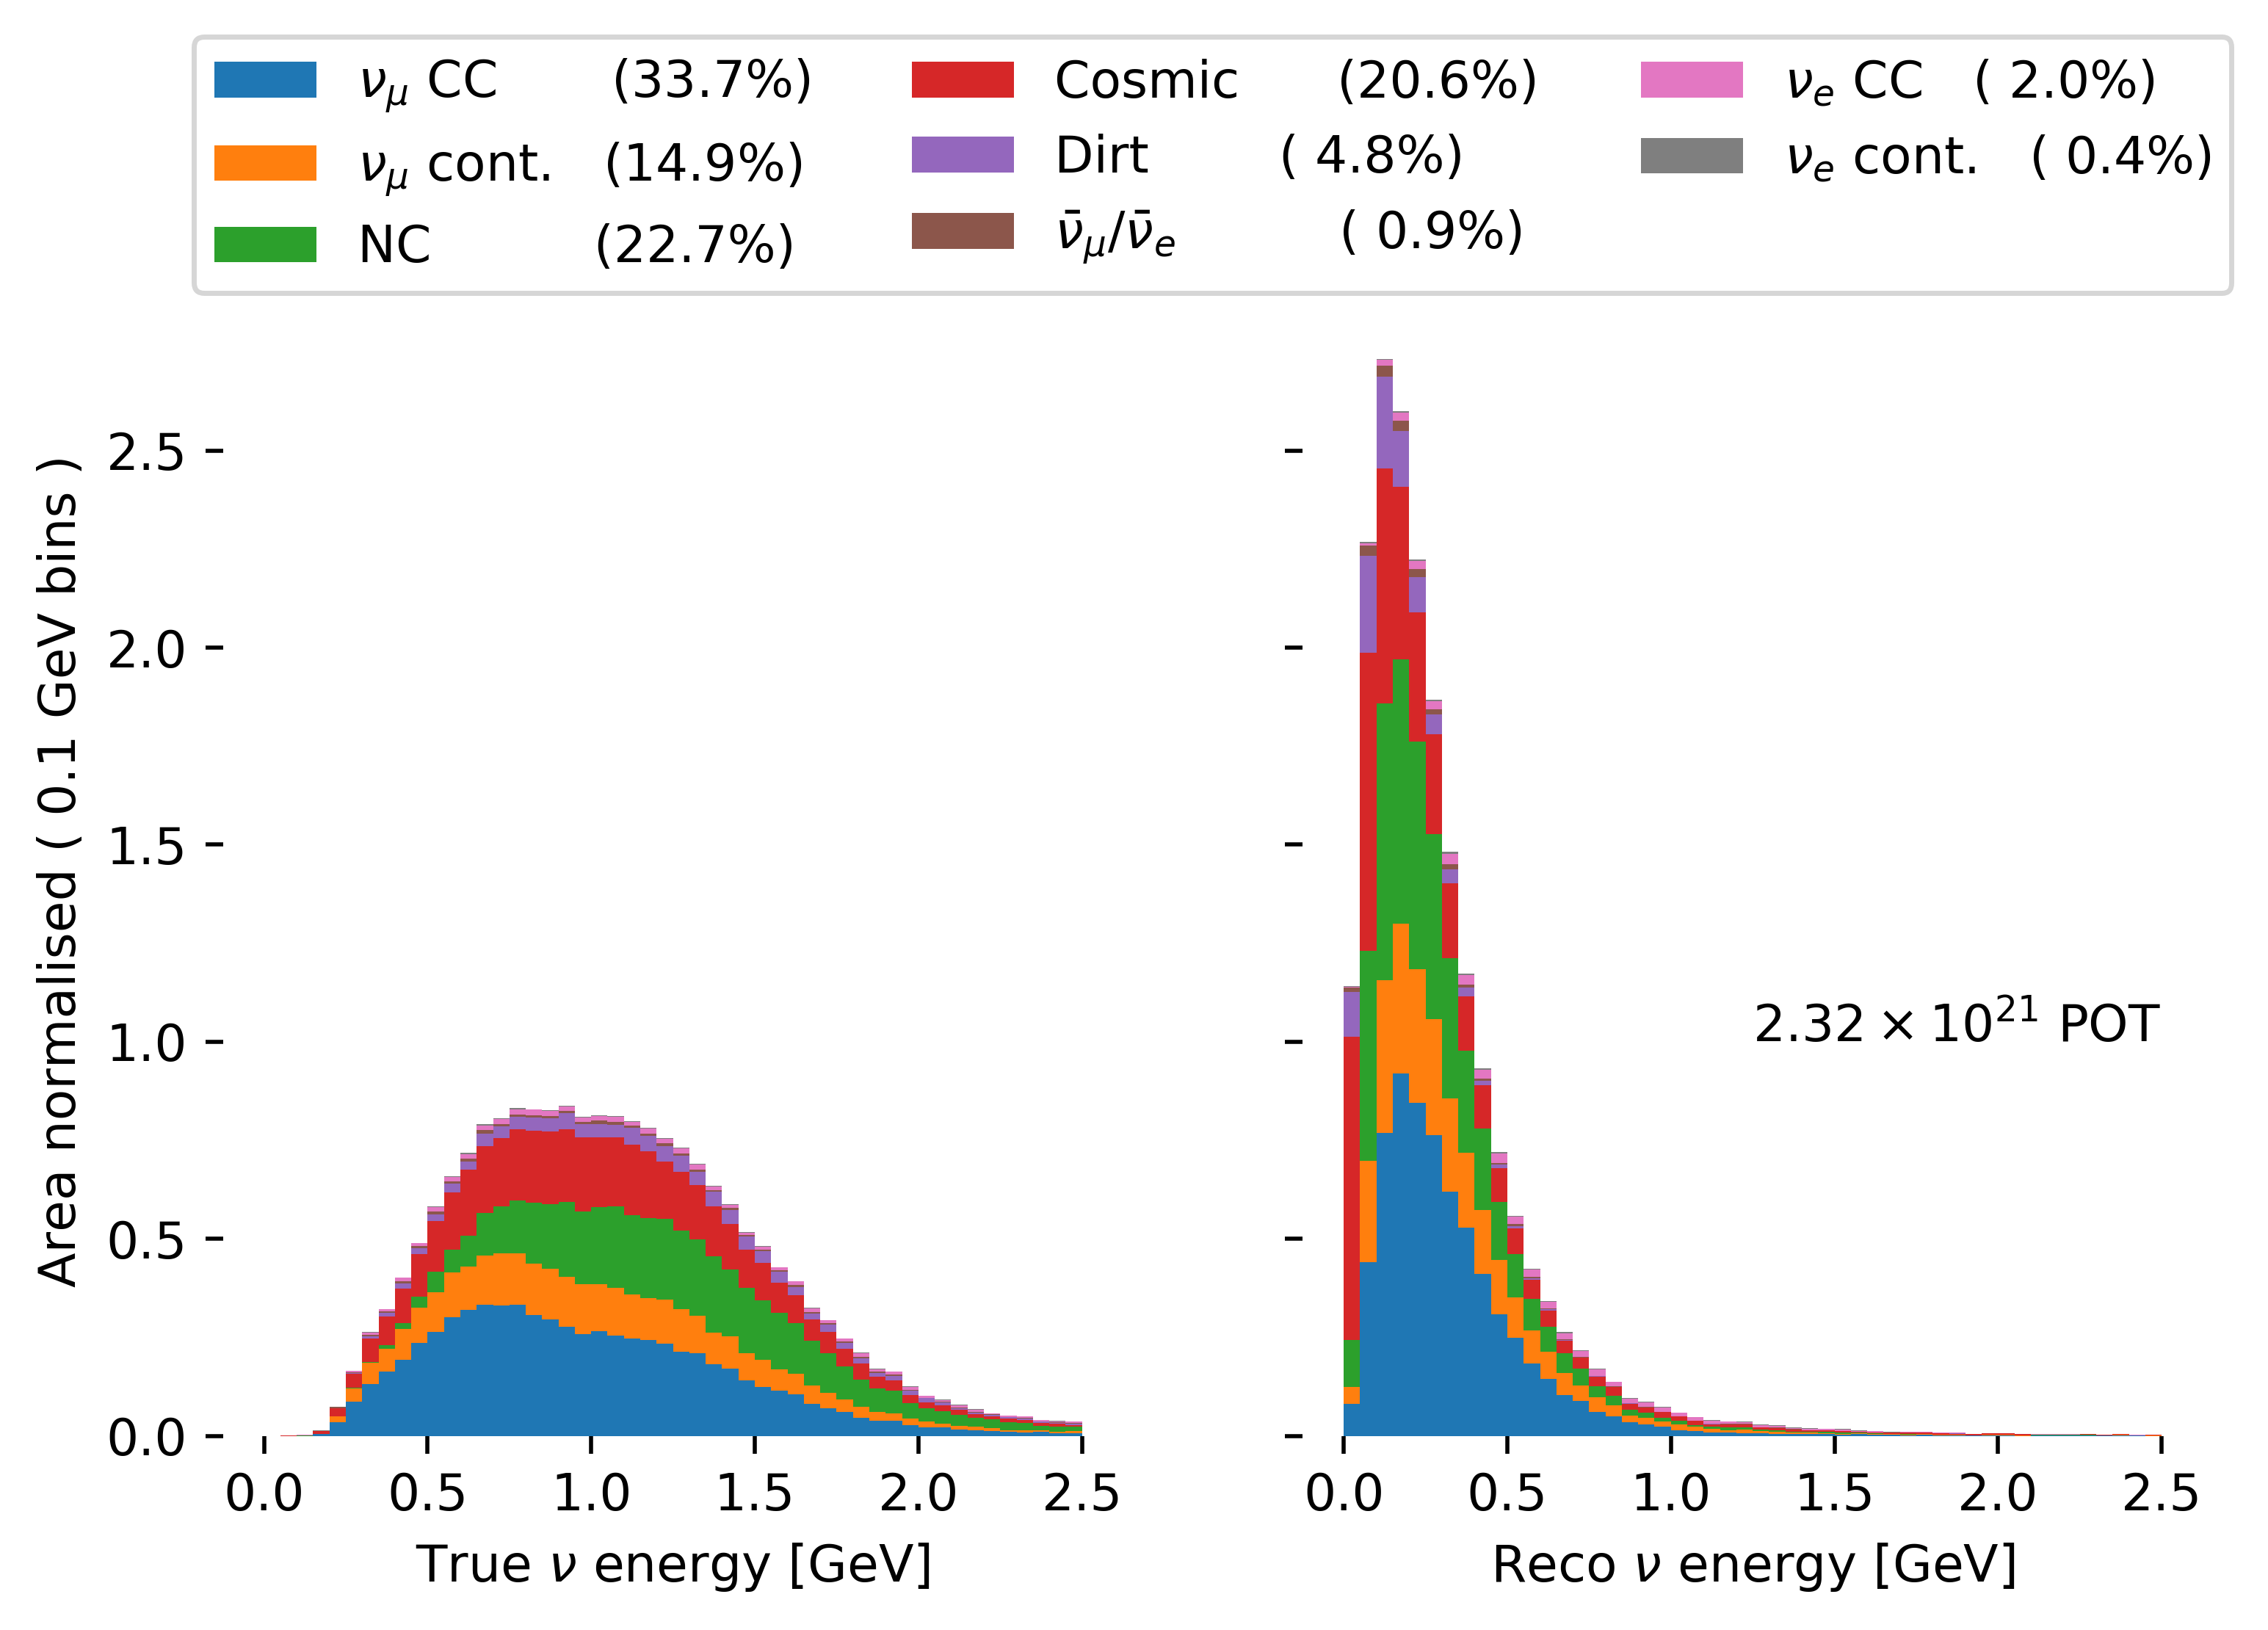 ν_μ CC (33.7%)
ν_μ cont. (14.9%)
NC (22.7%)
Cosmic (20.6%)
Dirt ( 4.8%)
ν̄_μ/ν̄_e ( 0.9%)
ν_e CC ( 2.0%)
ν_e cont. ( 0.4%)
Area normalised ( 0.1 GeV bins )
2.5
2.0
1.5
1.0
0.5
0.0
0.0 0.5 1.0 1.5 2.0 2.5
True ν energy [GeV]
2.32 × 10²¹ POT
0.0 0.5 1.0 1.5 2.0 2.5
Reco ν energy [GeV]